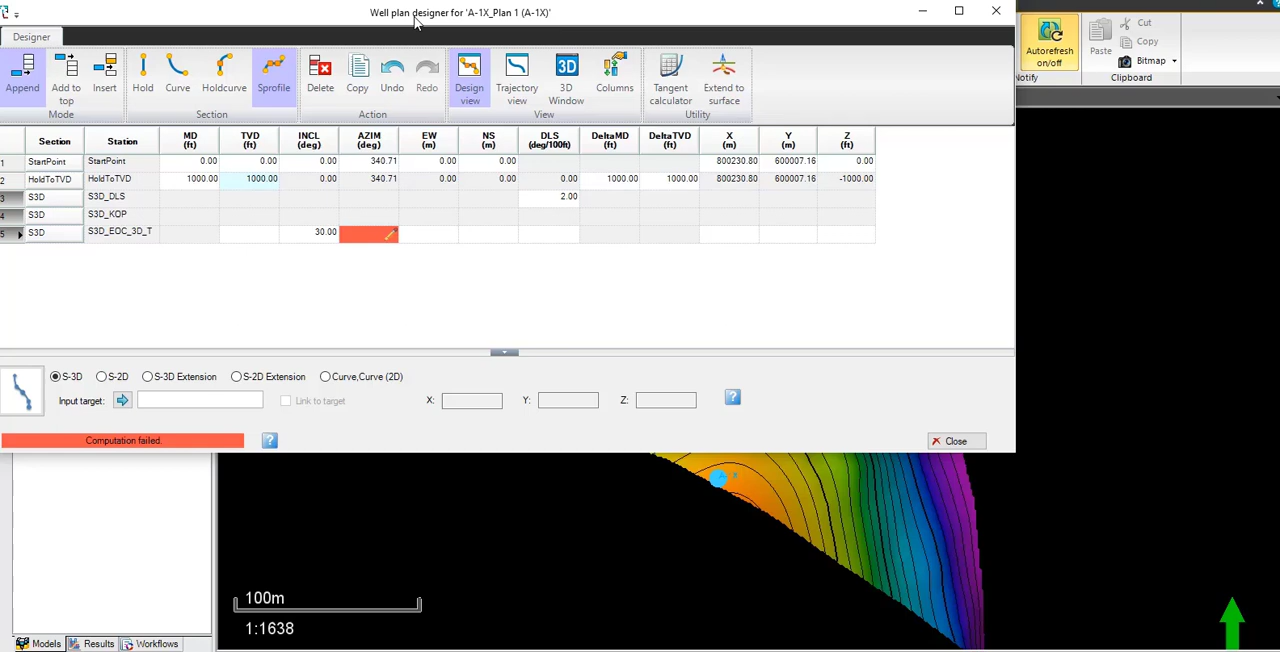 Well plan designer for 'A-1X_Plan 1 (A-1X)'
Designer
Append Add to top Insert Hold Curve Holdcurve Sprofile Delete Copy Undo Redo Design view Trajectory view 3D Window Columns Tangent calculator Extend to surface
Mode Section Action View Utility
Autorefresh on/off
Paste Cut
Copy
Bitmap
Notify Clipboard
Section Station MD (ft) TVD (ft) INCL (deg) AZIM (deg) EW (m) NS (m) DLS (deg/100ft) DeltaMD (ft) DeltaTVD (ft) X (m) Y (m) Z (ft)
1 StartPoint StartPoint 0.00 0.00 0.00 340.71 0.00 0.00 800230.80 600007.16 0.00
2 HoldToTVD HoldToTVD 1000.00 1000.00 0.00 340.71 0.00 0.00 0.00 1000.00 1000.00 800230.80 600007.16 -1000.00
3 S3D S3D_DLS 2.00
4 S3D S3D_KOP
5 S3D S3D_EOC_3D_T 30.00
S-3D S-2D S-3D Extension S-2D Extension Curve,Curve (2D)
Input target: Link to target X: Y: Z: ?
Computation failed. ? Close
100m
1:1638
Models Results Workflows